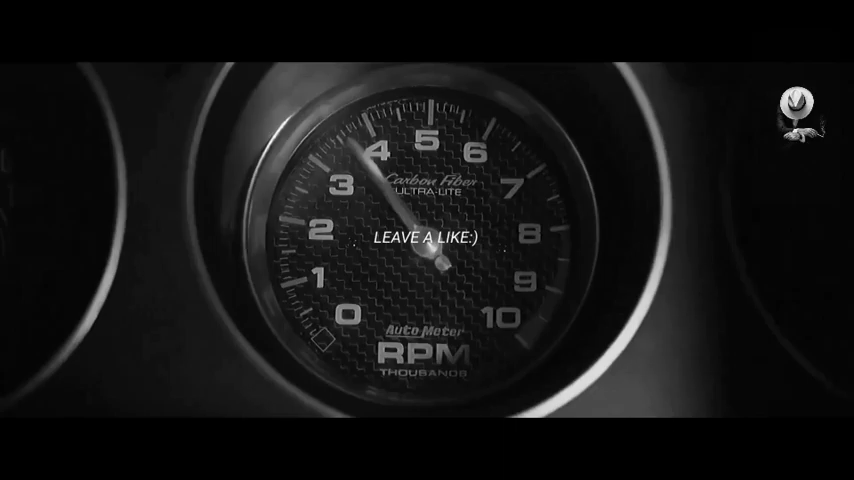 5
4
6
3
7
Carbon Fiber
ULTRA-LITE
2
8
LEAVE A LIKE:)
1
9
0
10
Auto Meter
RPM
THOUSANDS